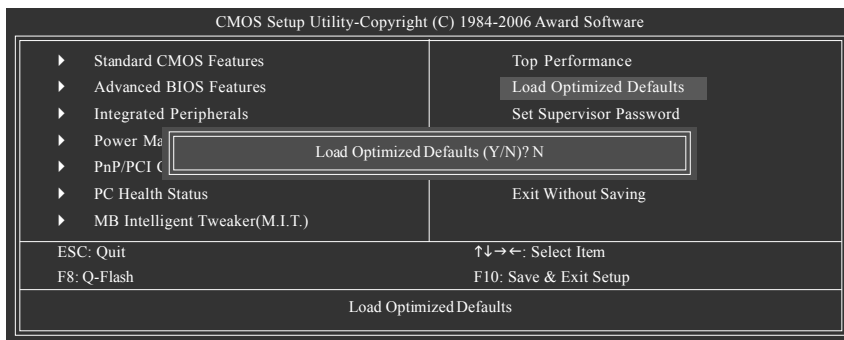 CMOS Setup Utility-Copyright (C) 1984-2006 Award Software
Standard CMOS Features
Advanced BIOS Features
Integrated Peripherals
Power Ma
PnP/PCI
PC Health Status
MB Intelligent Tweaker(M.I.T.)
Top Performance
Load Optimized Defaults
Set Supervisor Password
Exit Without Saving
Load Optimized Defaults (Y/N)? N
ESC: Quit
↑↓→←: Select Item
F8: Q-Flash
F10: Save & Exit Setup
Load Optimized Defaults